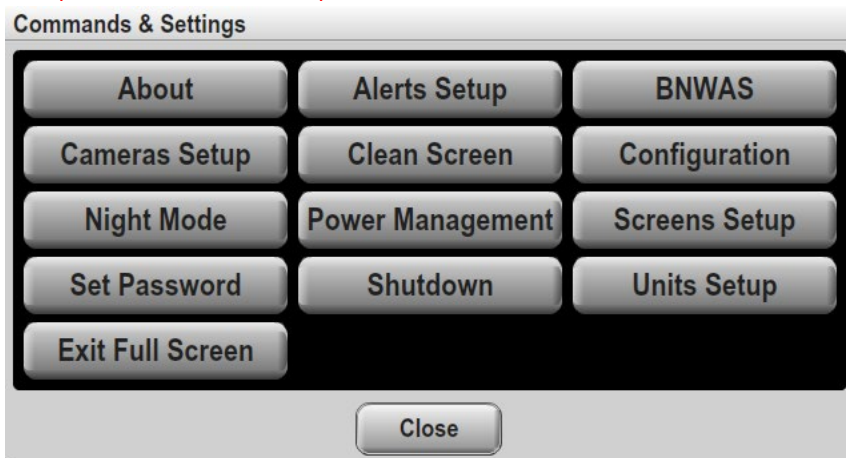 Commands & Settings
About Alerts Setup BNWAS
Cameras Setup Clean Screen Configuration
Night Mode Power Management Screens Setup
Set Password Shutdown Units Setup
Exit Full Screen
Close